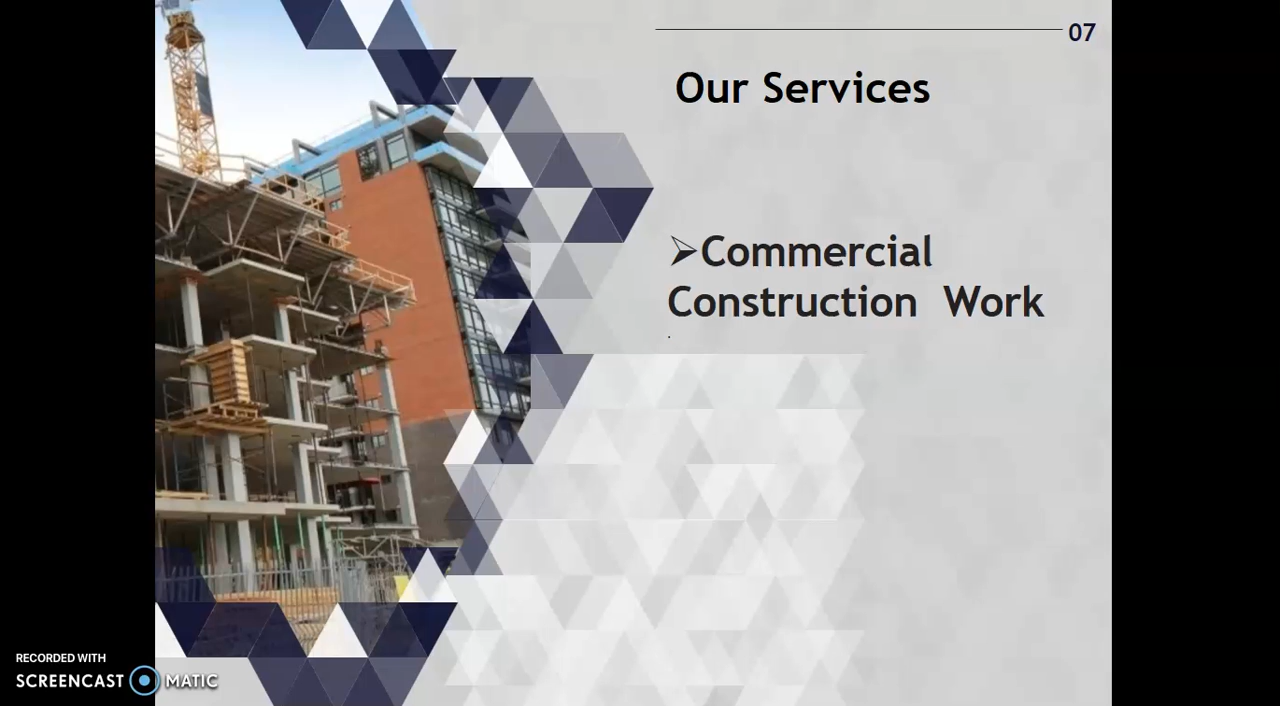 07
Our Services
➢Commercial
Construction Work
.
RECORDED WITH
SCREENCAST MATIC